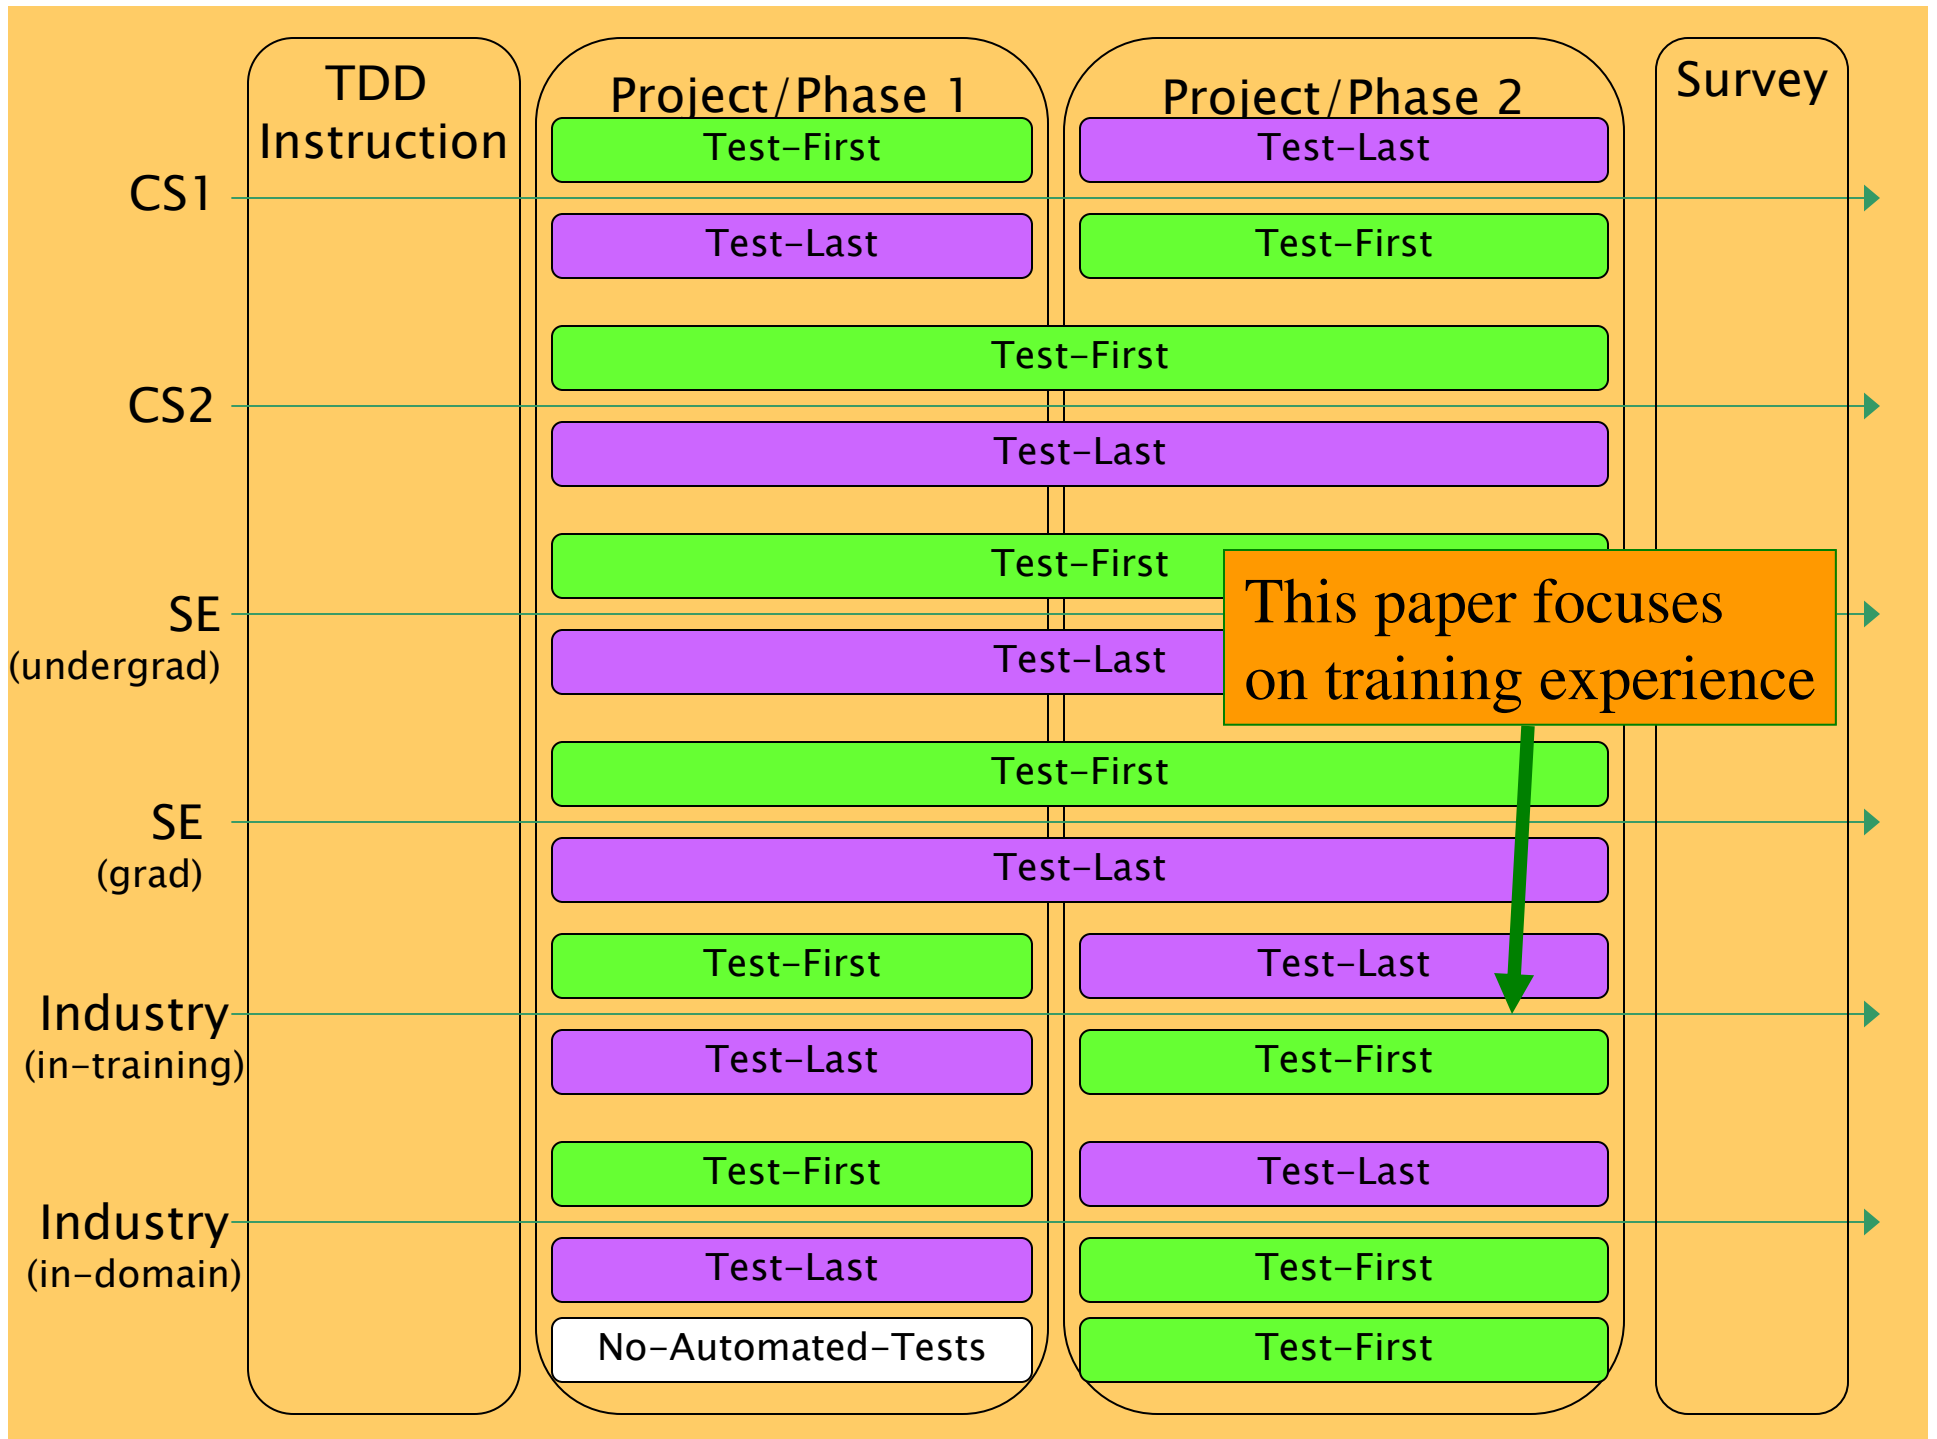 TDD
Instruction
Project/Phase 1
Project/Phase 2
Survey
CS1
Test-First
Test-Last
Test-Last
Test-First
CS2
Test-First
Test-Last
SE
(undergrad)
Test-First
Test-Last
This paper focuses
on training experience
SE
(grad)
Test-First
Test-Last
Industry
(in-training)
Test-First
Test-Last
Test-Last
Test-First
Industry
(in-domain)
Test-First
Test-Last
Test-Last
Test-First
No-Automated-Tests
Test-First